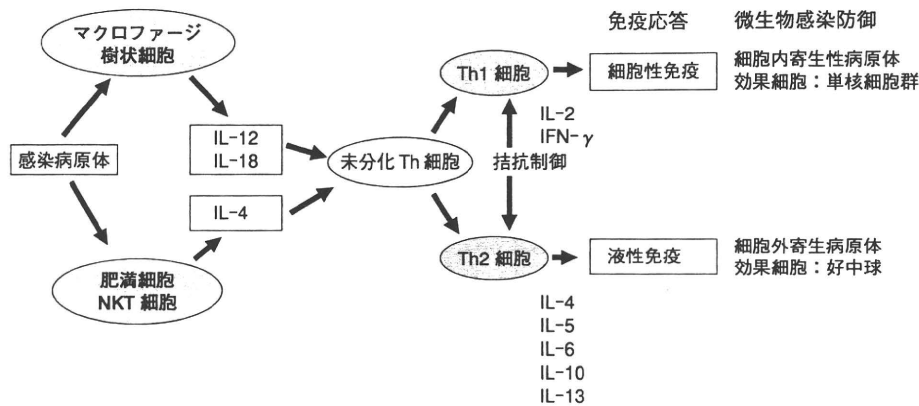 免疫応答
微生物感染防御
マクロファージ
樹状細胞
Th1 細胞
細胞性免疫
細胞内寄生性病原体
効果細胞：単核細胞群
IL-2
IFN-γ
IL-12
IL-18
感染病原体
未分化 Th 細胞
拮抗制御
IL-4
Th2 細胞
液性免疫
細胞外寄生病原体
効果細胞：好中球
肥満細胞
NKT 細胞
IL-4
IL-5
IL-6
IL-10
IL-13